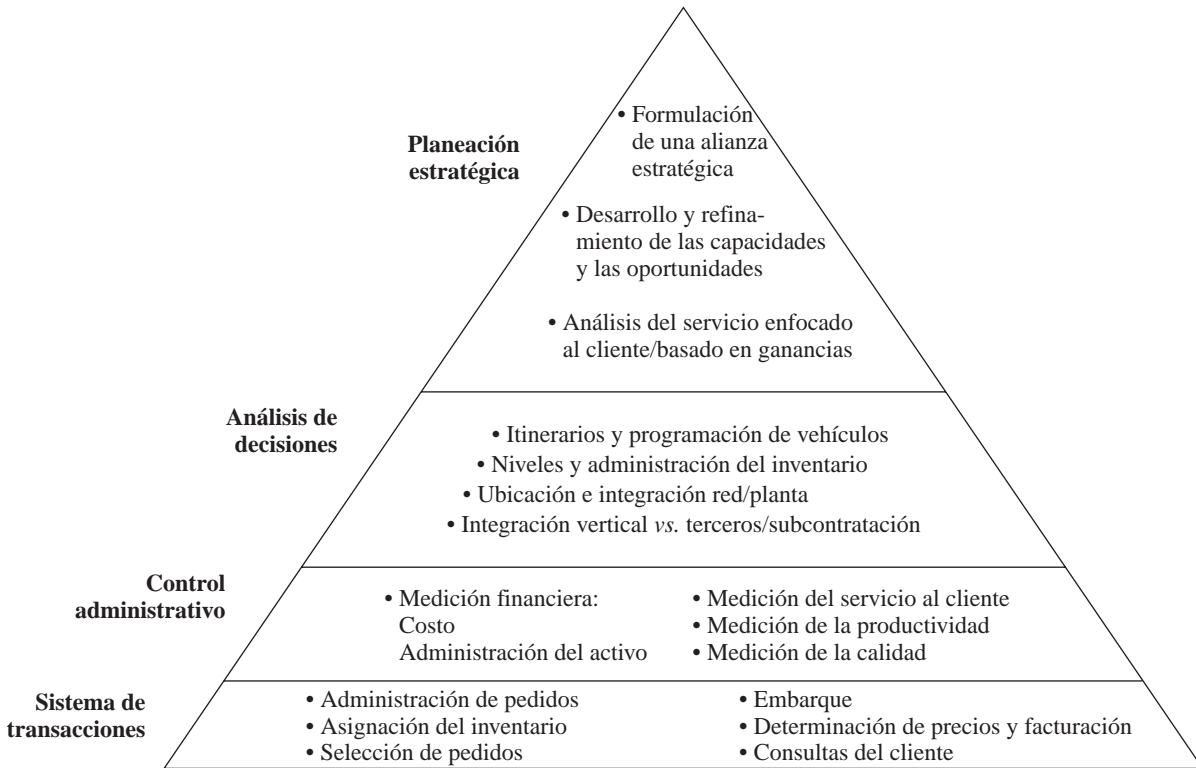 Planeación
estratégica
• Formulación
de una alianza
estratégica
• Desarrollo y refina-
miento de las capacidades
y las oportunidades
• Análisis del servicio enfocado
al cliente/basado en ganancias
Análisis de
decisiones
• Itinerarios y programación de vehículos
• Niveles y administración del inventario
• Ubicación e integración red/planta
• Integración vertical vs. terceros/subcontratación
Control
administrativo
• Medición financiera:
Costo
Administración del activo
• Medición del servicio al cliente
• Medición de la productividad
• Medición de la calidad
Sistema de
transacciones
• Administración de pedidos
• Asignación del inventario
• Selección de pedidos
• Embarque
• Determinación de precios y facturación
• Consultas del cliente